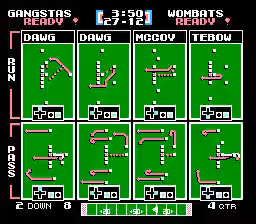 GANGSTAS 3:50 WOMBATS
READY 27-12 READY
DAWG DAWG MCCOY TEBOW
RUN
PASS
2 DOWN 8 4 QTR